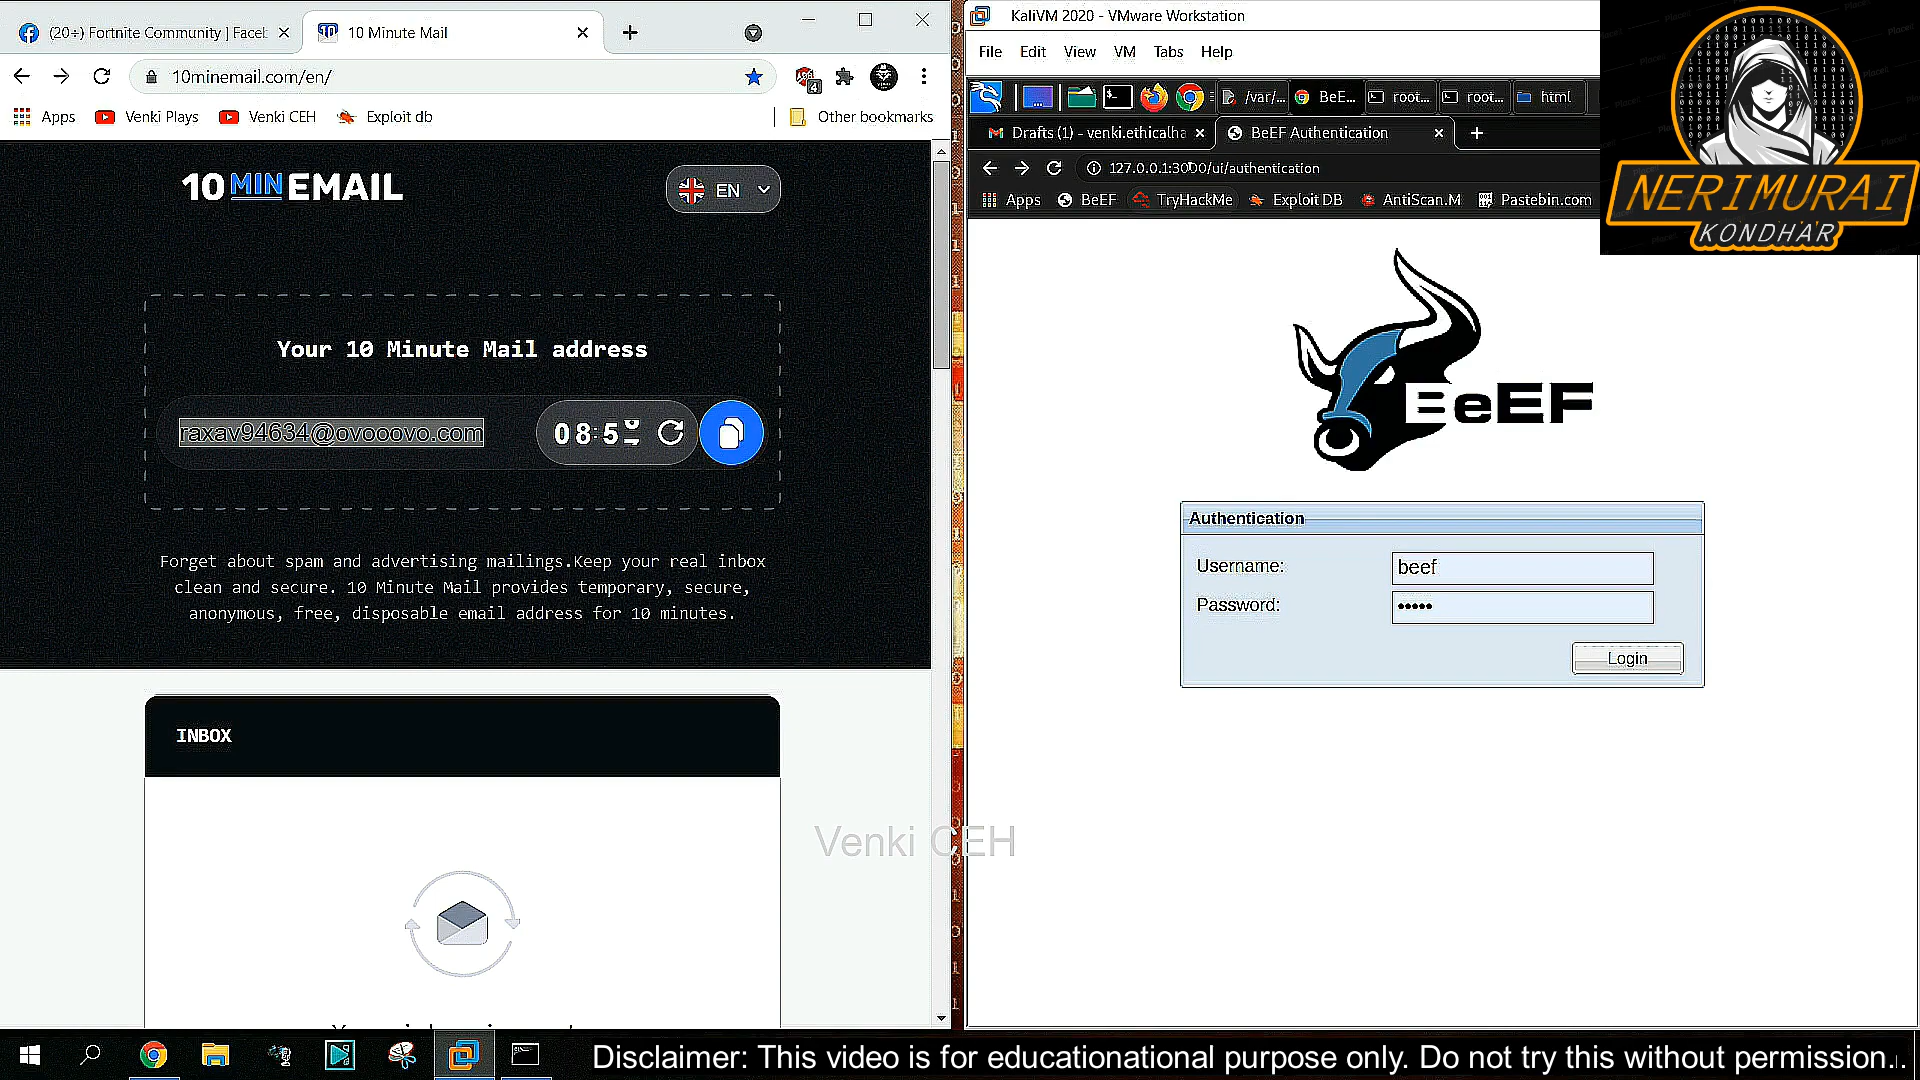 (20+) Fortnite Community | Facel
10 Minute Mail
10minemail.com/en/
4
Apps
Venki Plays
Venki CEH
Exploit db
Other bookmarks
10 MIN EMAIL
EN
Your 10 Minute Mail address
raxav94634@ovooovo.com
08:5
Forget about spam and advertising mailings.Keep your real inbox
clean and secure. 10 Minute Mail provides temporary, secure,
anonymous, free, disposable email address for 10 minutes.
INBOX
KaliVM 2020 - VMware Workstation
File Edit View VM Tabs Help
/var/...
BeE...
root...
root...
html
Drafts (1) - venki.ethicalha
BeEF Authentication
127.0.0.1:3000/ui/authentication
Apps
BeEF
TryHackMe
Exploit DB
AntiScan.M
Pastebin.com
NERIMURAI
KONDHAR
BeEF
Authentication
Username:
beef
Password:
•••••
Login
Venki CEH
Disclaimer: This video is for educationational purpose only. Do not try this without permission..